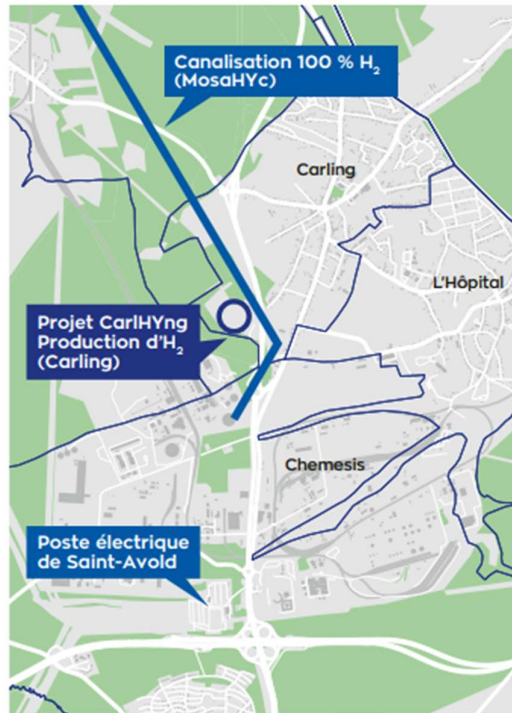 Canalisation 100 % H₂
(MosaHYc)
Carling
L'Hôpital
Projet CarlHYng
Production d'H₂
(Carling)
Chemesis
Poste électrique
de Saint-Avold